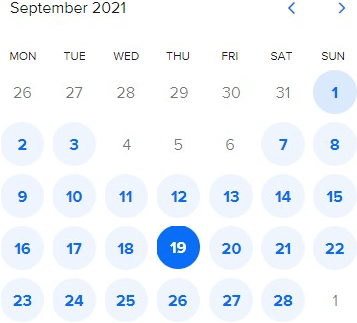 September 2021
MON TUE WED THU FRI SAT SUN
26 27 28 29 30 31 1
2 3 4 5 6 7 8
9 10 11 12 13 14 15
16 17 18 19 20 21 22
23 24 25 26 27 28 1